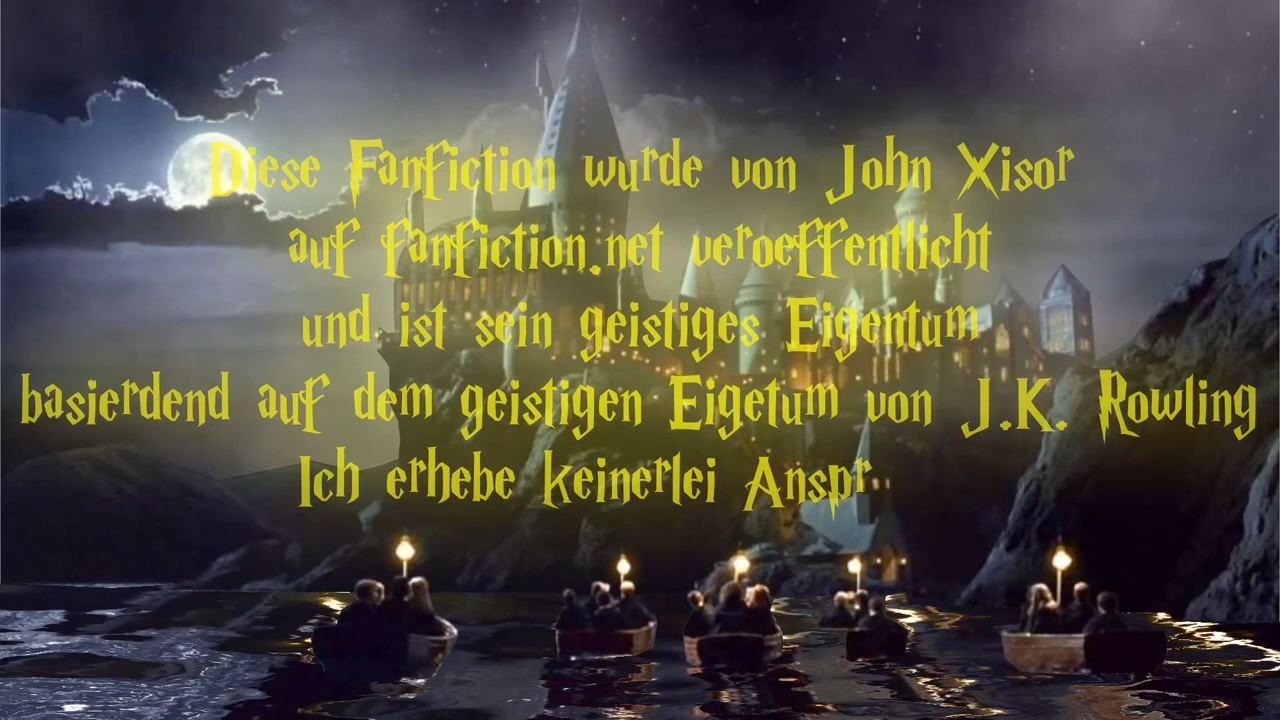 Diese Fanfiction wurde von John Xisor
auf fanfiction.net veroeffentlicht
und ist sein geistiges Eigentum
basierdend auf dem geistigen Eigetum von J.K. Rowling
Ich erhebe keinerlei Anspr